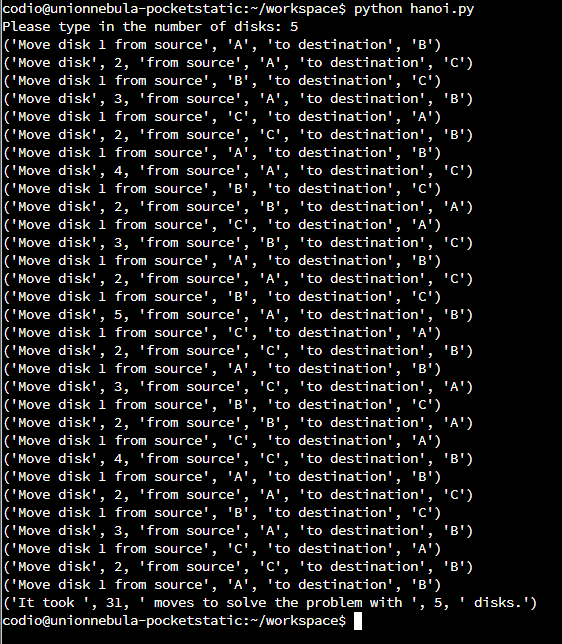 codio@unionnebula-pocketstatic:~/workspace$ python hanoi.py
Please type in the number of disks: 5
('Move disk 1 from source', 'A', 'to destination', 'B')
('Move disk', 2, 'from source', 'A', 'to destination', 'C')
('Move disk 1 from source', 'B', 'to destination', 'C')
('Move disk', 3, 'from source', 'A', 'to destination', 'B')
('Move disk 1 from source', 'C', 'to destination', 'A')
('Move disk', 2, 'from source', 'C', 'to destination', 'B')
('Move disk 1 from source', 'A', 'to destination', 'B')
('Move disk', 4, 'from source', 'A', 'to destination', 'C')
('Move disk 1 from source', 'B', 'to destination', 'C')
('Move disk', 2, 'from source', 'B', 'to destination', 'A')
('Move disk 1 from source', 'C', 'to destination', 'A')
('Move disk', 3, 'from source', 'B', 'to destination', 'C')
('Move disk 1 from source', 'A', 'to destination', 'B')
('Move disk', 2, 'from source', 'A', 'to destination', 'C')
('Move disk 1 from source', 'B', 'to destination', 'C')
('Move disk', 5, 'from source', 'A', 'to destination', 'B')
('Move disk 1 from source', 'C', 'to destination', 'A')
('Move disk', 2, 'from source', 'C', 'to destination', 'B')
('Move disk 1 from source', 'A', 'to destination', 'B')
('Move disk', 3, 'from source', 'C', 'to destination', 'A')
('Move disk 1 from source', 'B', 'to destination', 'C')
('Move disk', 2, 'from source', 'B', 'to destination', 'A')
('Move disk 1 from source', 'C', 'to destination', 'A')
('Move disk', 4, 'from source', 'C', 'to destination', 'B')
('Move disk 1 from source', 'A', 'to destination', 'B')
('Move disk', 2, 'from source', 'A', 'to destination', 'C')
('Move disk 1 from source', 'B', 'to destination', 'C')
('Move disk', 3, 'from source', 'A', 'to destination', 'B')
('Move disk 1 from source', 'C', 'to destination', 'A')
('Move disk', 2, 'from source', 'C', 'to destination', 'B')
('Move disk 1 from source', 'A', 'to destination', 'B')
('It took ', 31, ' moves to solve the problem with ', 5, ' disks.')
codio@unionnebula-pocketstatic:~/workspace$